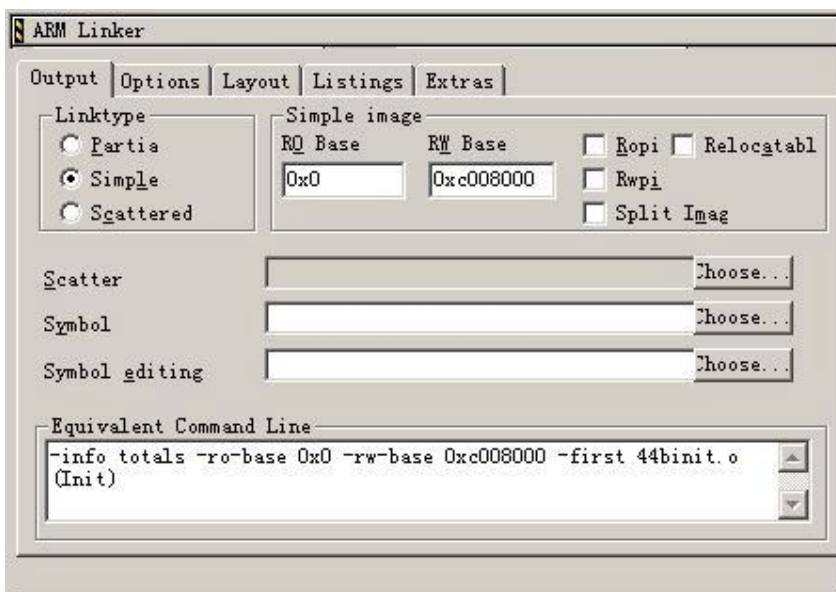 ARM Linker
Output Options Layout Listings Extras
Linktype
Partia
Simple
Scattered
Simple image
RO Base
RW Base
0x0
0xc008000
Ropi
Relocatabl
Rwpi
Split Imag
Scatter
Choose...
Symbol
Choose...
Symbol editing
Choose...
Equivalent Command Line
-info totals -ro-base 0x0 -rw-base 0xc008000 -first 44binit.o
(Init)